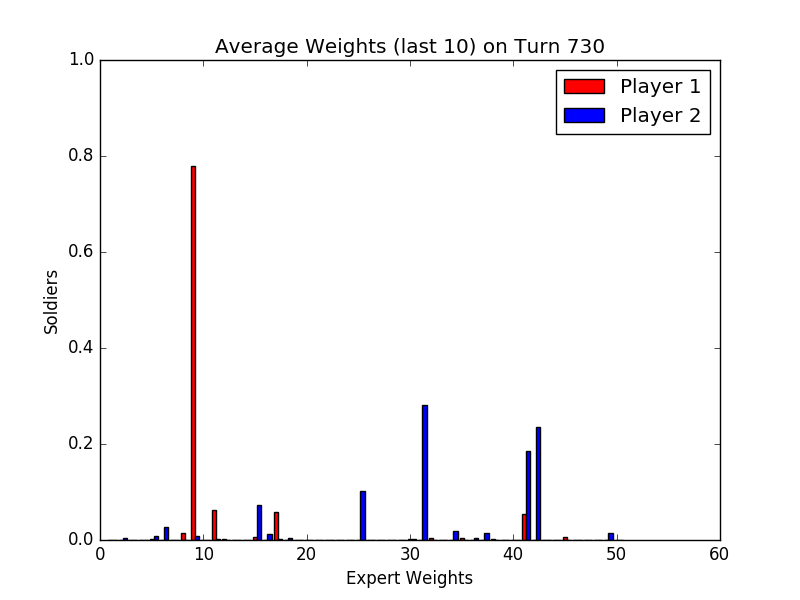 Average Weights (last 10) on Turn 730
1.0
Player 1
Player 2
0.8
0.6
Soldiers
0.4
0.2
0.0
0 10 20 30 40 50 60
Expert Weights